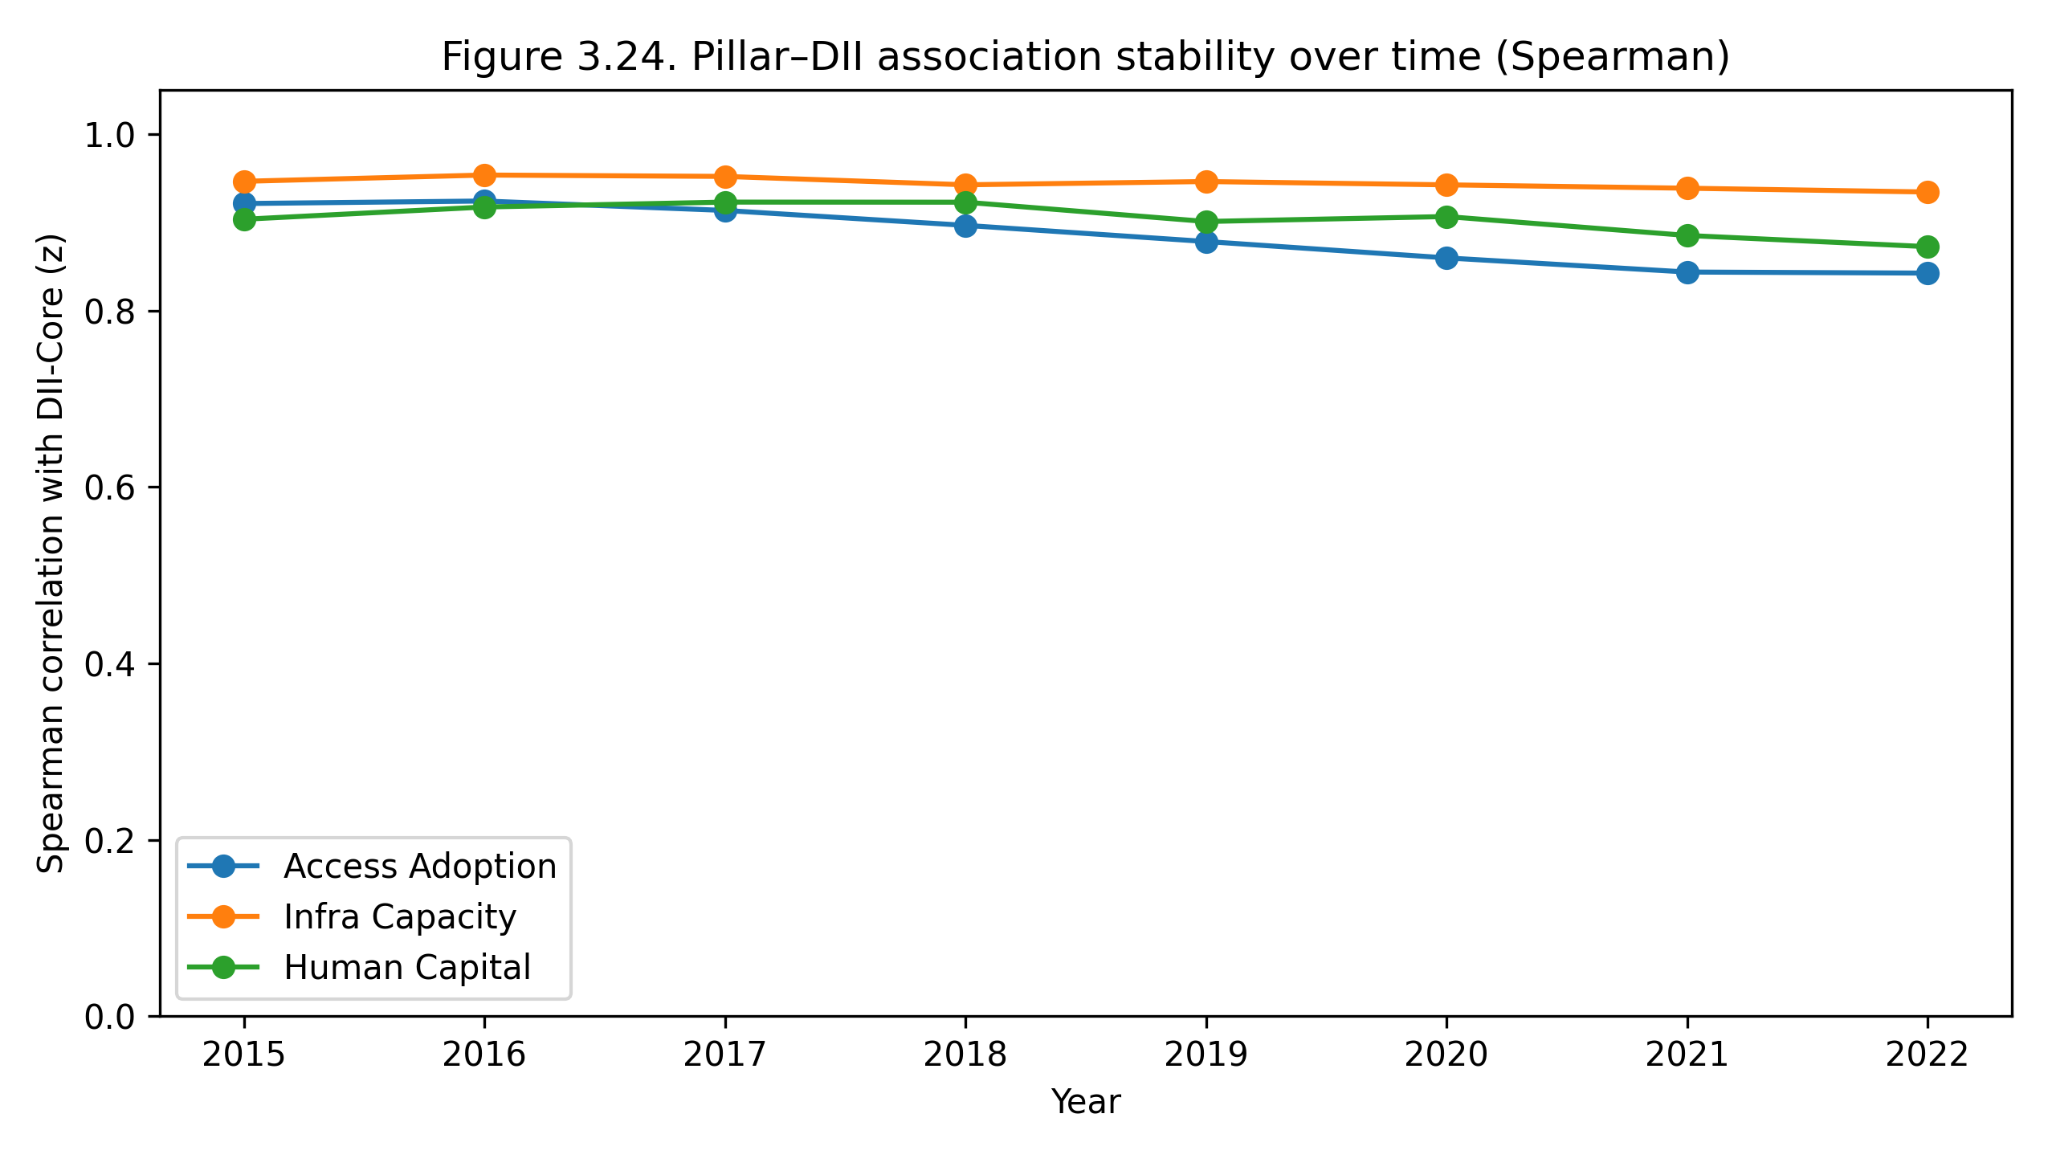 Figure 3.24. Pillar–DII association stability over time (Spearman)
Spearman correlation with DII-Core (z)
1.0
0.8
0.6
0.4
0.2
0.0
Access Adoption
Infra Capacity
Human Capital
2015 2016 2017 2018 2019 2020 2021 2022
Year